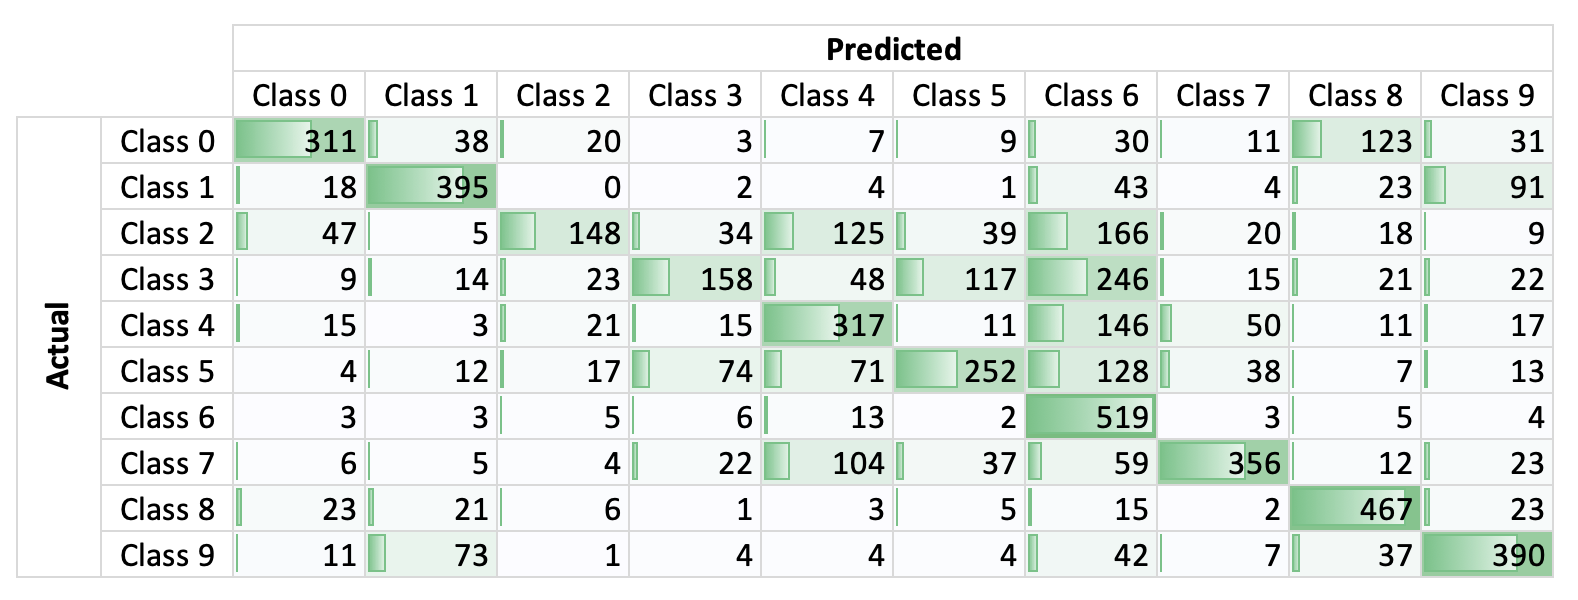 Predicted
Class 0 Class 1 Class 2 Class 3 Class 4 Class 5 Class 6 Class 7 Class 8 Class 9
Actual
Class 0 311 38 20 3 7 9 30 11 123 31
Class 1 18 395 0 2 4 1 43 4 23 91
Class 2 47 5 148 34 125 39 166 20 18 9
Class 3 9 14 23 158 48 117 246 15 21 22
Class 4 15 3 21 15 317 11 146 50 11 17
Class 5 4 12 17 74 71 252 128 38 7 13
Class 6 3 3 5 6 13 2 519 3 5 4
Class 7 6 5 4 22 104 37 59 356 12 23
Class 8 23 21 6 1 3 5 15 2 467 23
Class 9 11 73 1 4 4 4 42 7 37 390